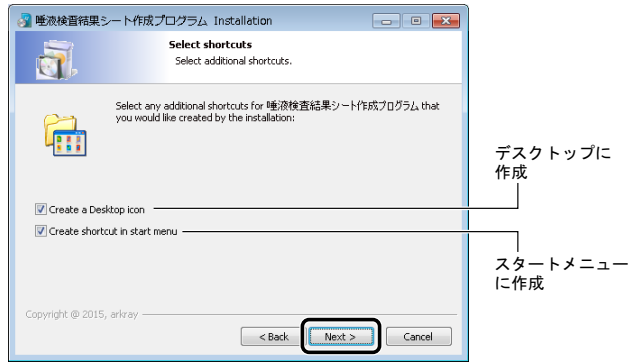 唾液検査結果シート作成プログラム Installation
Select shortcuts
Select additional shortcuts.
Select any additional shortcuts for 唾液検査結果シート作成プログラム that
you would like created by the installation:
デスクトップに
作成
Create a Desktop icon
Create shortcut in start menu
スタートメニュー
に作成
Copyright @ 2015, arkray
< Back
Next >
Cancel